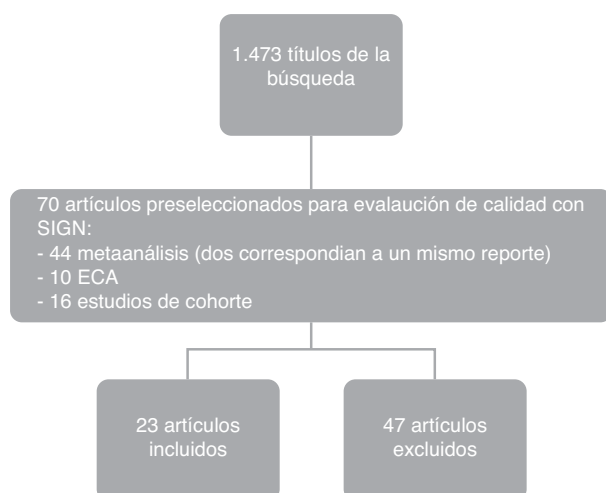 1.473 títulos de la
búsqueda
70 artículos preseleccionados para evalaución de calidad con
SIGN:
- 44 metaanálisis (dos correspondian a un mismo reporte)
- 10 ECA
- 16 estudios de cohorte
23 artículos
incluidos
47 artículos
excluidos